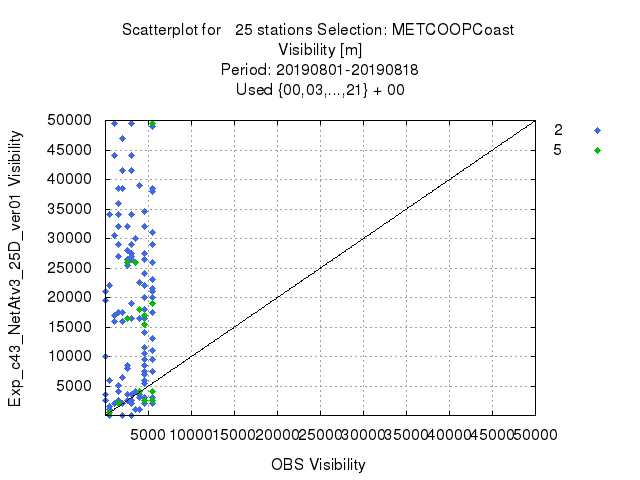 Scatterplot for 25 stations Selection: METCOOPCoast
Visibility [m]
Period: 20190801-20190818
Used {00,03,...,21} + 00
Exp_c43_NetAtv3_25D_ver01 Visibility
50000
45000
40000
35000
30000
25000
20000
15000
10000
5000
5000 10000 15000 20000 25000 30000 35000 40000 45000 50000
OBS Visibility
2
5